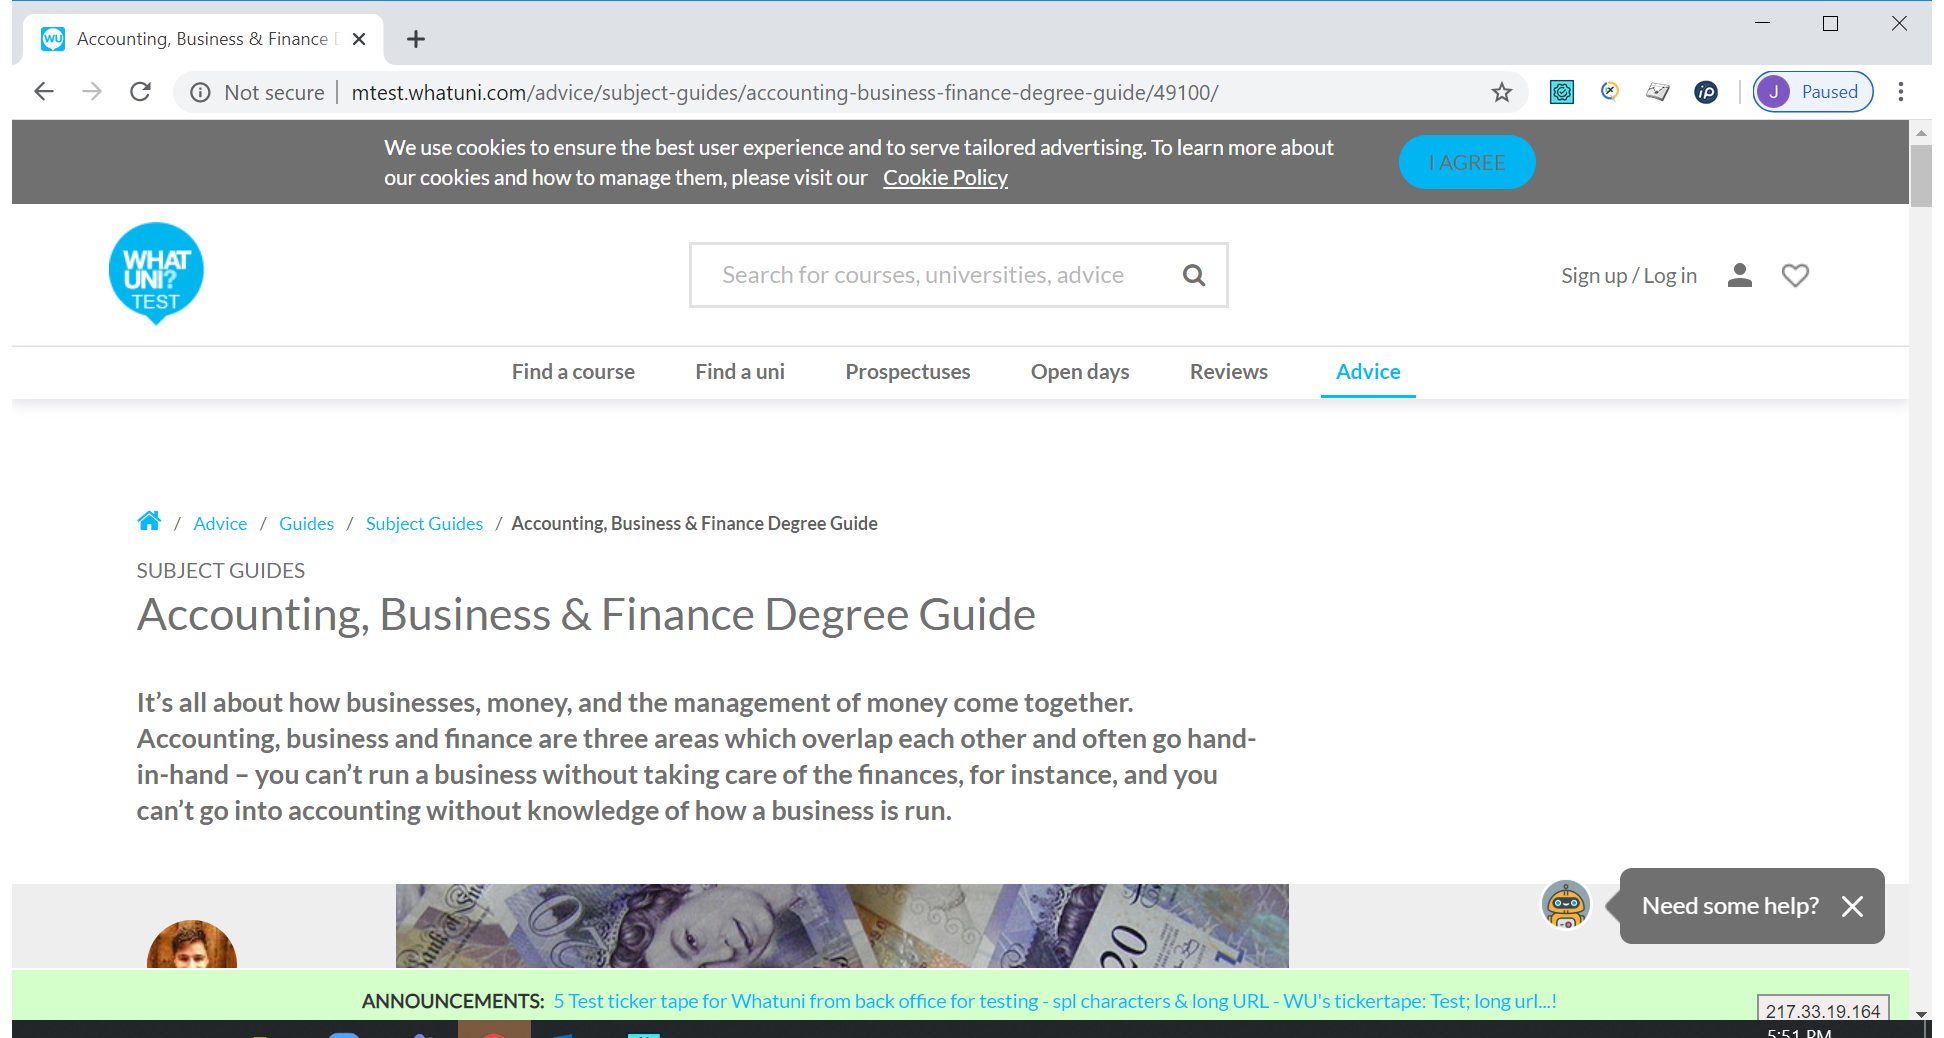 Accounting, Business & Finance
Not secure
mtest.whatuni.com/advice/subject-guides/accounting-business-finance-degree-guide/49100/
J Paused
We use cookies to ensure the best user experience and to serve tailored advertising. To learn more about
our cookies and how to manage them, please visit our Cookie Policy
I AGREE
WHAT
UNI?
TEST
Search for courses, universities, advice
Sign up / Log in
Find a course Find a uni Prospectuses Open days Reviews Advice
/ Advice / Guides / Subject Guides / Accounting, Business & Finance Degree Guide
SUBJECT GUIDES
Accounting, Business & Finance Degree Guide
It’s all about how businesses, money, and the management of money come together.
Accounting, business and finance are three areas which overlap each other and often go hand-
in-hand – you can’t run a business without taking care of the finances, for instance, and you
can’t go into accounting without knowledge of how a business is run.
Need some help?
20
ANNOUNCEMENTS: 5 Test ticker tape for Whatuni from back office for testing - spl characters & long URL - WU's tickertape: Test; long url...!
217.33.19.164
5:51 PM